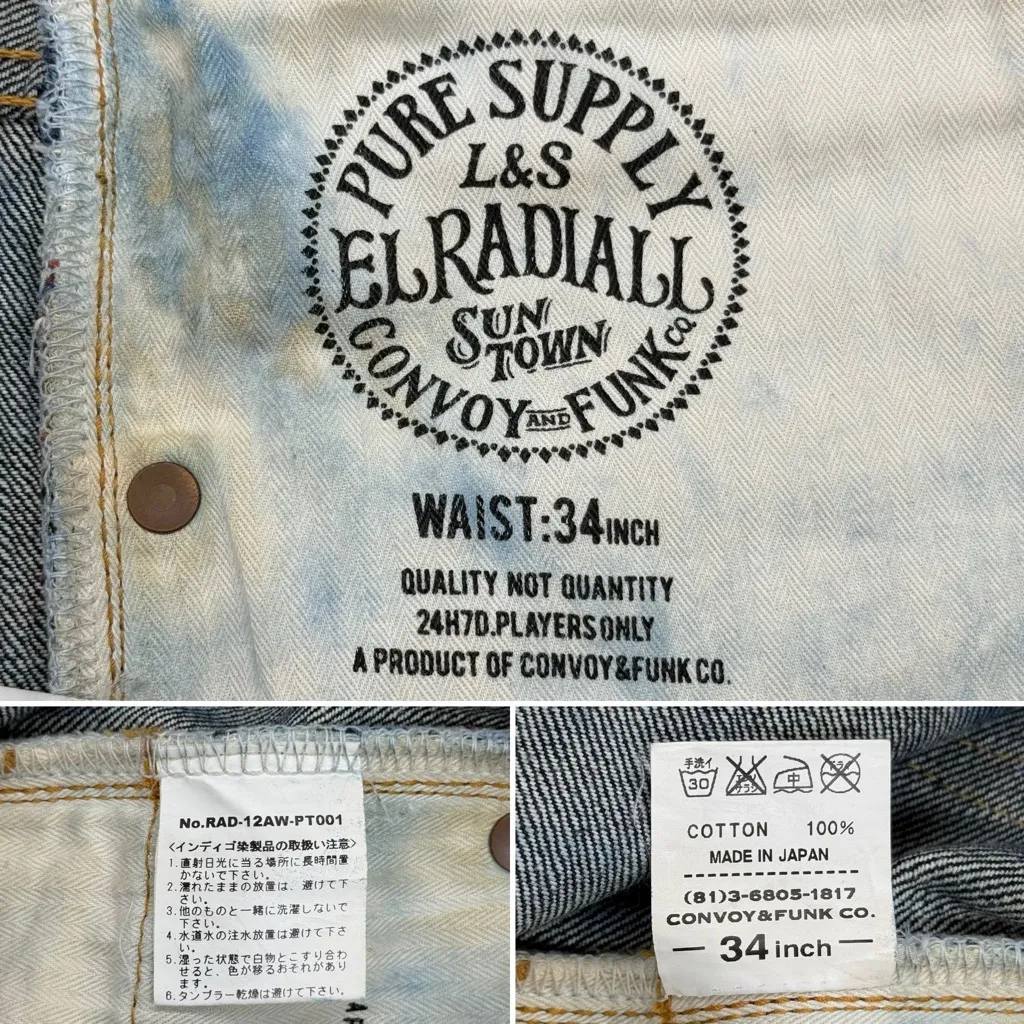 PURE SUPPLY
L&S
EL RADIALL
SUN
TOWN
CONVOY AND FUNK CO.
WAIST:34INCH
QUALITY NOT QUANTITY
24H7D.PLAYERS ONLY
A PRODUCT OF CONVOY&FUNK CO.
No.RAD-12AW-PT001
<インディゴ染製品の取扱い注意>
1.直射日光に当る場所に長時間置
かないで下さい。
2.濡れたままの放置は、避けて下
さい。
3.他のものと一緒に洗濯しないで
下さい。
4.水道水の注水放置は避けて下さ
い。
5.湿った状態で白物とこすり合わ
せると、色が移るおそれがあり
ます。
6.タンブラー乾燥は避けて下さい。
手洗イ
30
中
COTTON 100%
MADE IN JAPAN
(81)3-6805-1817
CONVOY&FUNK CO.
34 inch